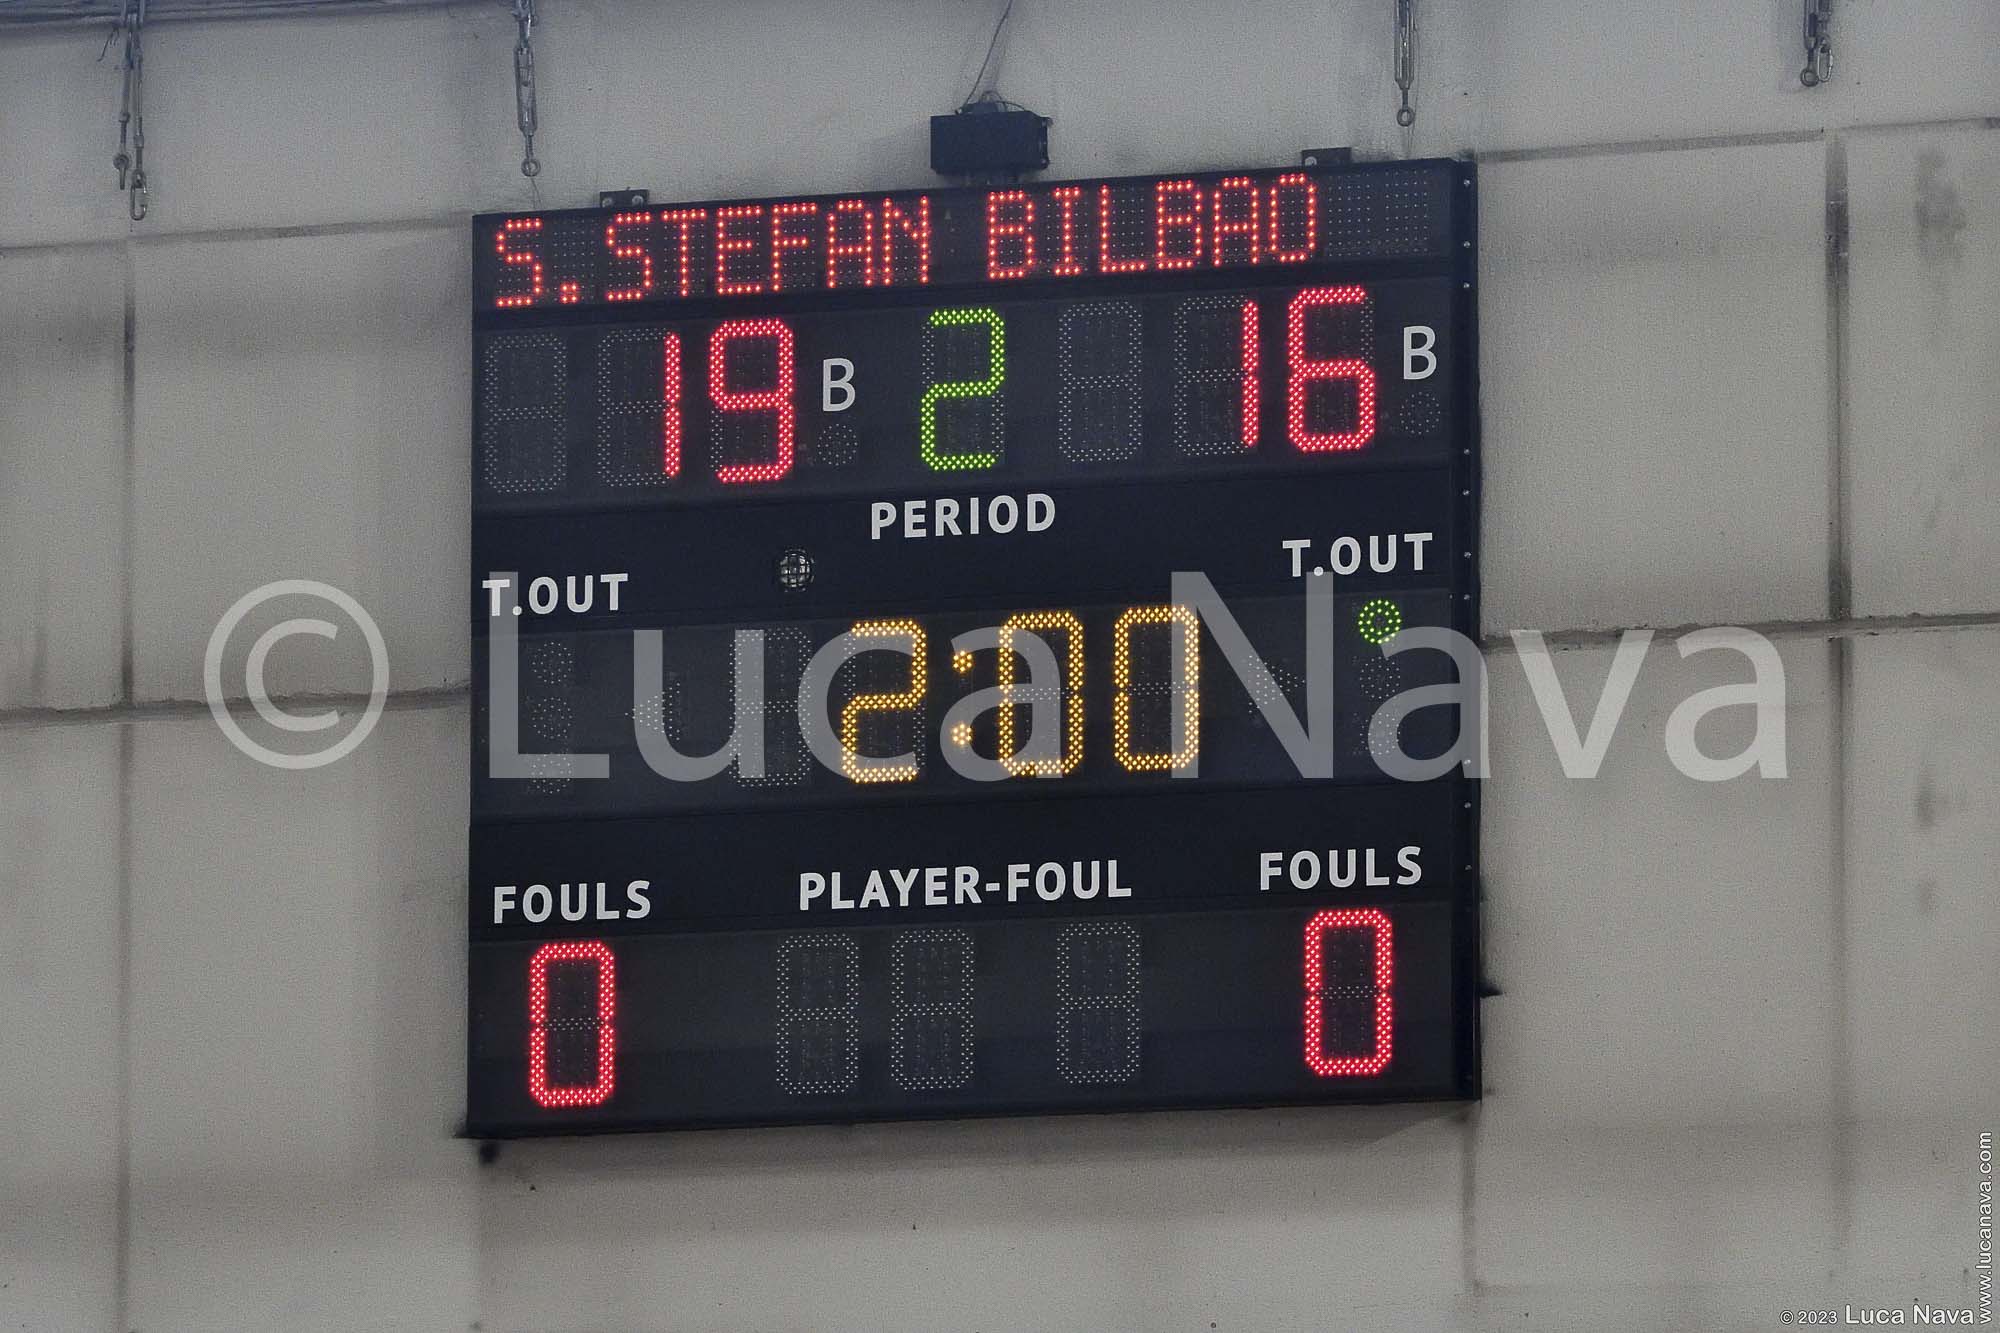 S.STEFAN BILBAO
19 B 2 16 B
PERIOD
T.OUT T.OUT
2:00
© Luca Nava
FOULS PLAYER-FOUL FOULS
0 0
© 2023 Luca Nava
www.lucanava.com